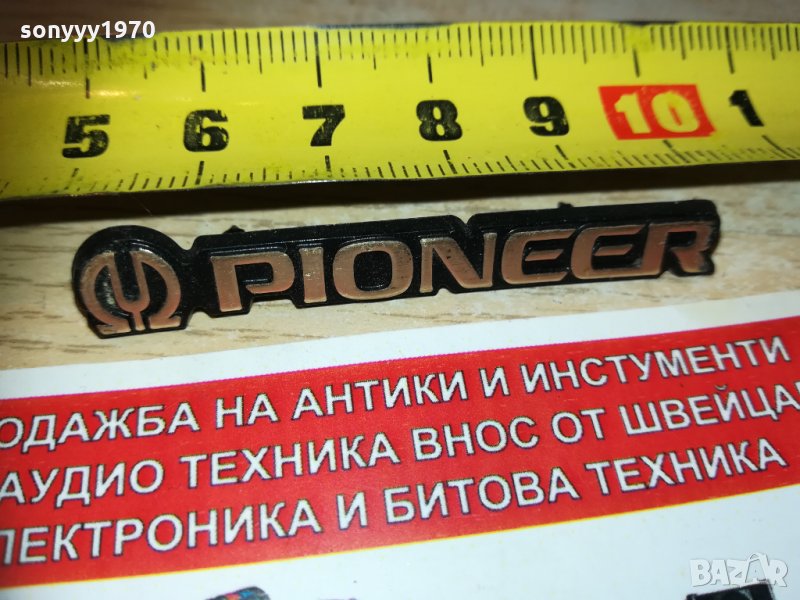 sonyyy1970
5 6 7 8 9 10 1
PIONEER
ОДАЖБА НА АНТИКИ И ИНСТУМЕНТИ
АУДИО ТЕХНИКА ВНОС ОТ ШВЕЙЦА
ЛЕКТРОНИКА И БИТОВА ТЕХНИКА
BAZAR